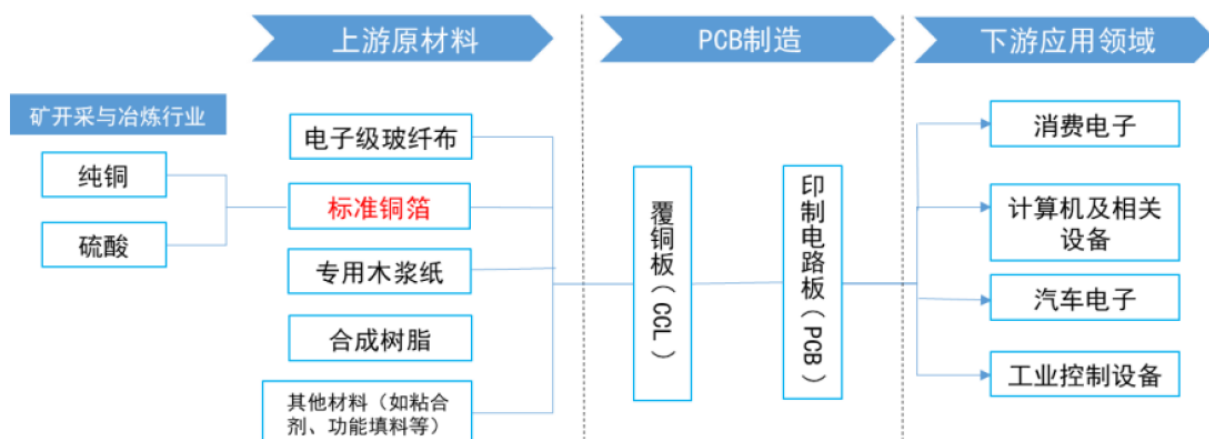 上游原材料
PCB制造
下游应用领域
矿开采与冶炼行业
纯铜
硫酸
电子级玻纤布
标准铜箔
专用木浆纸
合成树脂
其他材料（如粘合
剂、功能填料等）
覆铜板（CCL）
印制电路板（PCB）
消费电子
计算机及相关
设备
汽车电子
工业控制设备